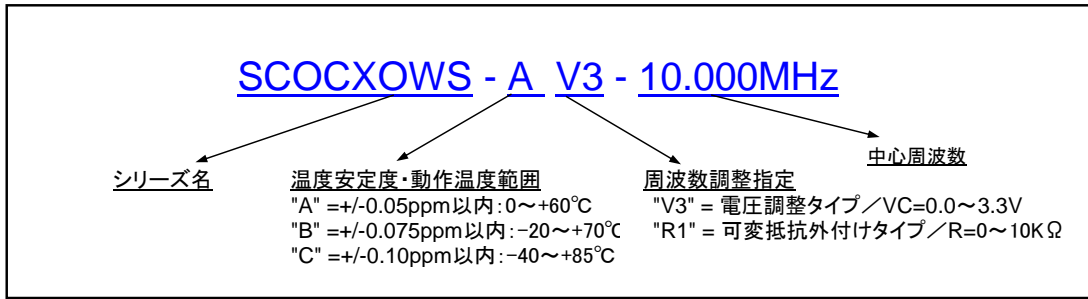 SCOCXOWS - A V3 - 10.000MHz
中心周波数
シリーズ名
温度安定度・動作温度範囲
"A" =+/-0.05ppm以内：0～+60℃
"B" =+/-0.075ppm以内：-20～+70℃
"C" =+/-0.10ppm以内：-40～+85℃
周波数調整指定
"V3" = 電圧調整タイプ／VC=0.0～3.3V
"R1" = 可変抵抗外付けタイプ／R=0～10KΩ